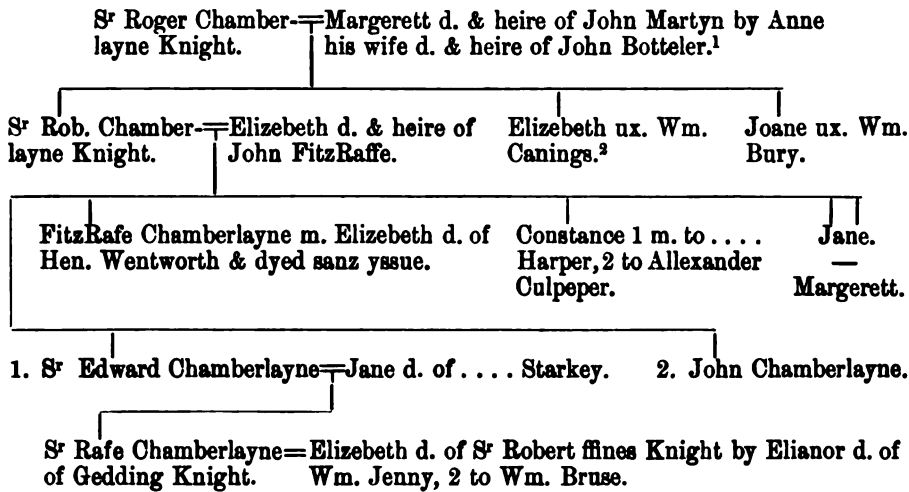 Sʳ Roger Chamber-=Margerett d. & heire of John Martyn by Anne
layne Knight. his wife d. & heire of John Botteler.¹
Sʳ Rob. Chamber-=Elizebeth d. & heire of Elizebeth ux. Wm. Joane ux. Wm.
layne Knight. John FitzRaffe. Canings.² Bury.
FitzRafe Chamberlayne m. Elizebeth d. of Constance 1 m. to .... Jane.
Hen. Wentworth & dyed sanz yssue. Harper, 2 to Allexander —
Culpeper. Margerett.
1. Sʳ Edward Chamberlayne=Jane d. of .... Starkey. 2. John Chamberlayne.
Sʳ Rafe Chamberlayne=Elizebeth d. of Sʳ Robert ffines Knight by Elianor d. of
of Gedding Knight. Wm. Jenny, 2 to Wm. Bruse.